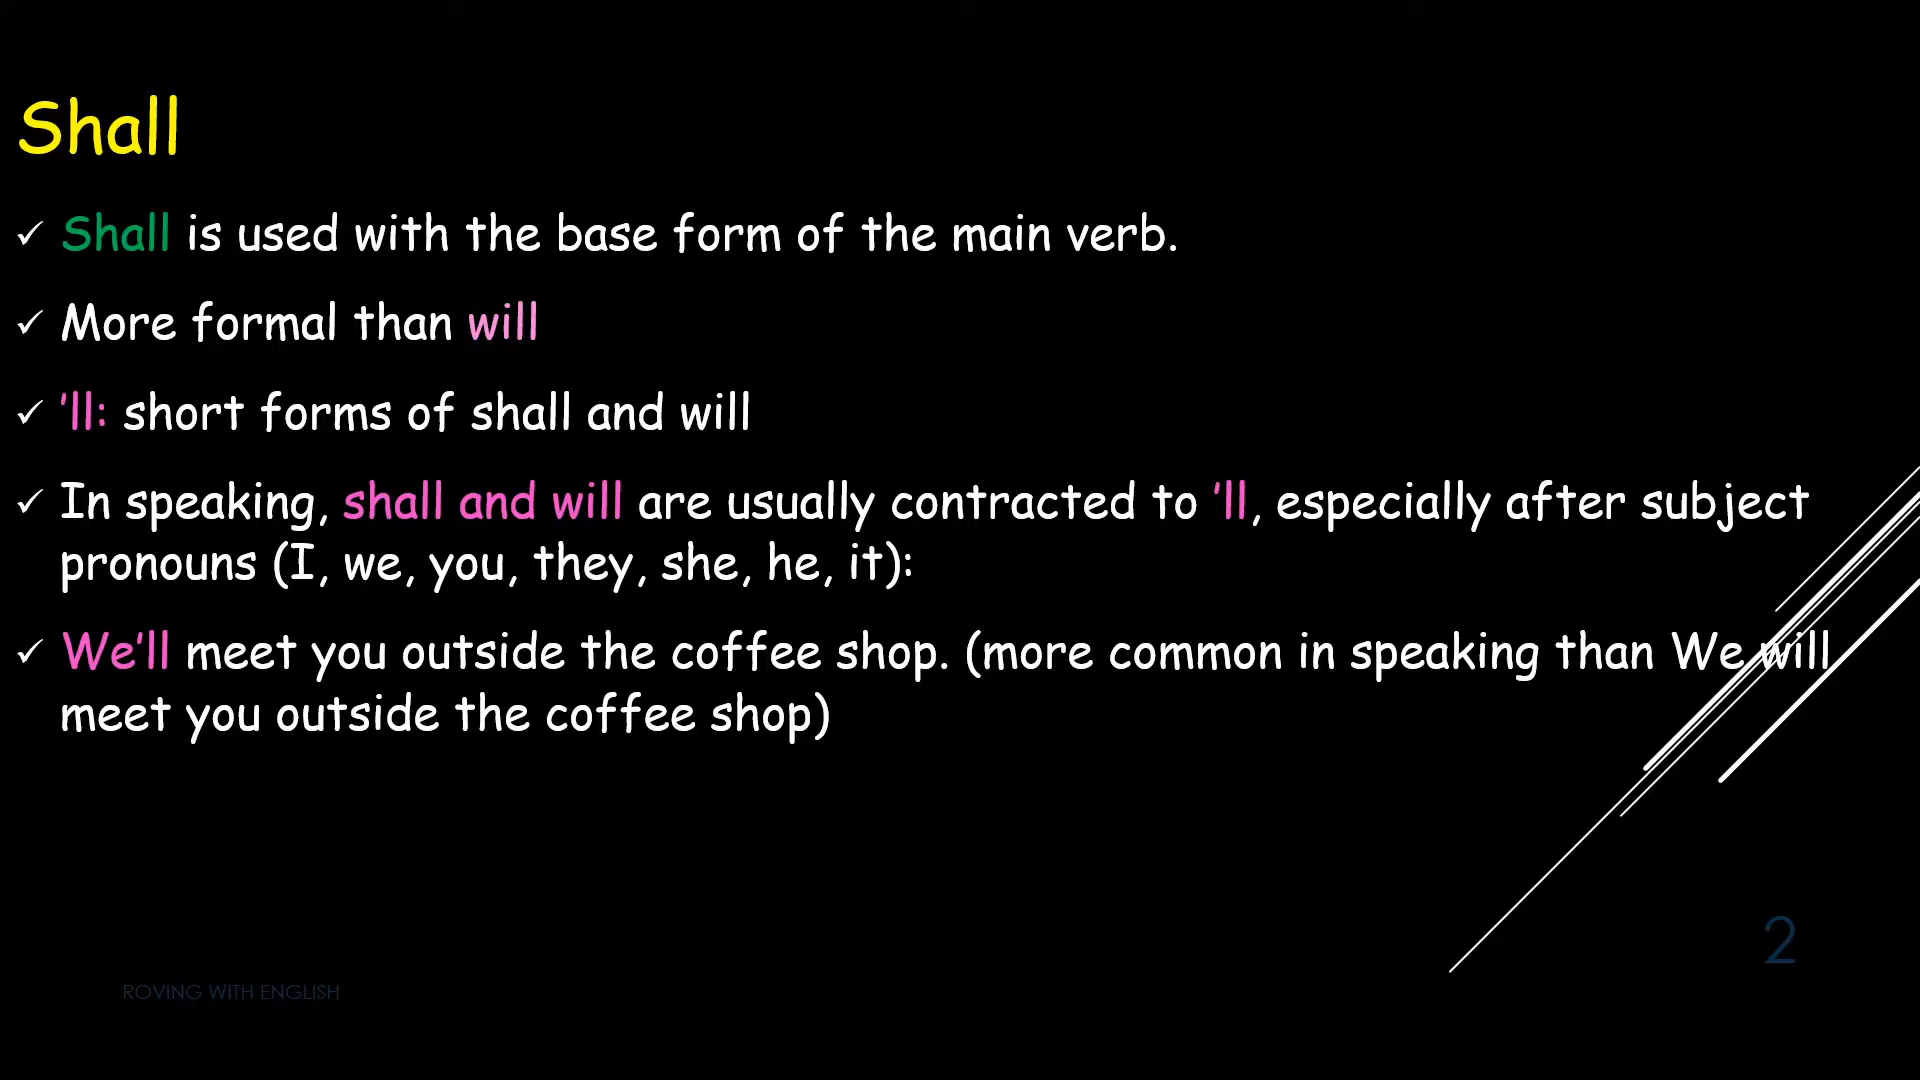 Shall
✓ Shall is used with the base form of the main verb.
✓ More formal than will
✓ 'll: short forms of shall and will
✓ In speaking, shall and will are usually contracted to 'll, especially after subject
pronouns (I, we, you, they, she, he, it):
✓ We'll meet you outside the coffee shop. (more common in speaking than We will
meet you outside the coffee shop)
2
ROVING WITH ENGLISH